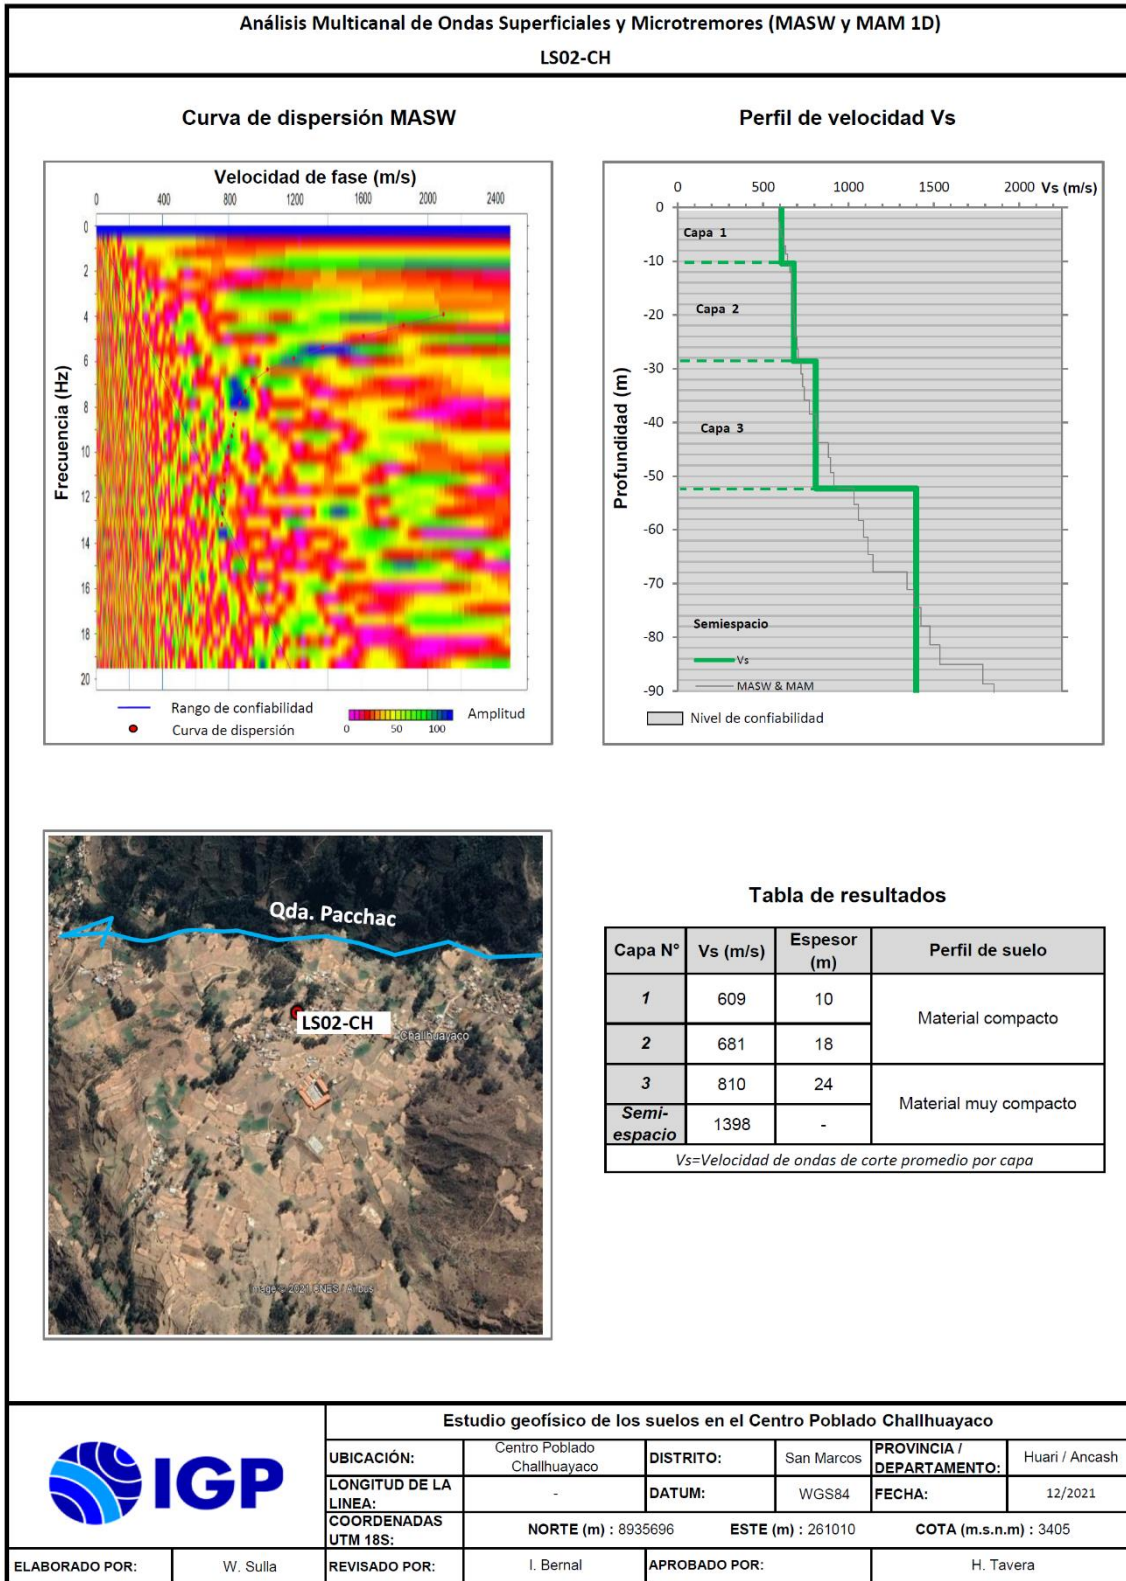 Análisis Multicanal de Ondas Superficiales y Microtremores (MASW y MAM 1D)
LS02-CH
Curva de dispersión MASW
Velocidad de fase (m/s)
0 400 800 1200 1600 2000 2400
Frecuencia (Hz)
0
2
4
6
8
10
12
14
16
18
20
Rango de confiabilidad
Curva de dispersión
Amplitud
0 50 100
Perfil de velocidad Vs
0 500 1000 1500 2000 Vs (m/s)
Profundidad (m)
0
-10
-20
-30
-40
-50
-60
-70
-80
-90
Capa 1
Capa 2
Capa 3
Semiespacio
Vs
MASW & MAM
Nivel de confiabilidad
Qda. Pacchac
LS02-CH
Challhuayaco
Image © 2021 CNES / Airbus
Tabla de resultados
Capa N° Vs (m/s) Espesor (m) Perfil de suelo
1 609 10 Material compacto
2 681 18
3 810 24 Material muy compacto
Semi-espacio 1398 -
Vs=Velocidad de ondas de corte promedio por capa
IGP
Estudio geofísico de los suelos en el Centro Poblado Challhuayaco
UBICACIÓN: Centro Poblado Challhuayaco DISTRITO: San Marcos PROVINCIA / DEPARTAMENTO: Huari / Ancash
LONGITUD DE LA LINEA: - DATUM: WGS84 FECHA: 12/2021
COORDENADAS UTM 18S: NORTE (m) : 8935696 ESTE (m) : 261010 COTA (m.s.n.m) : 3405
ELABORADO POR: W. Sulla REVISADO POR: I. Bernal APROBADO POR: H. Tavera